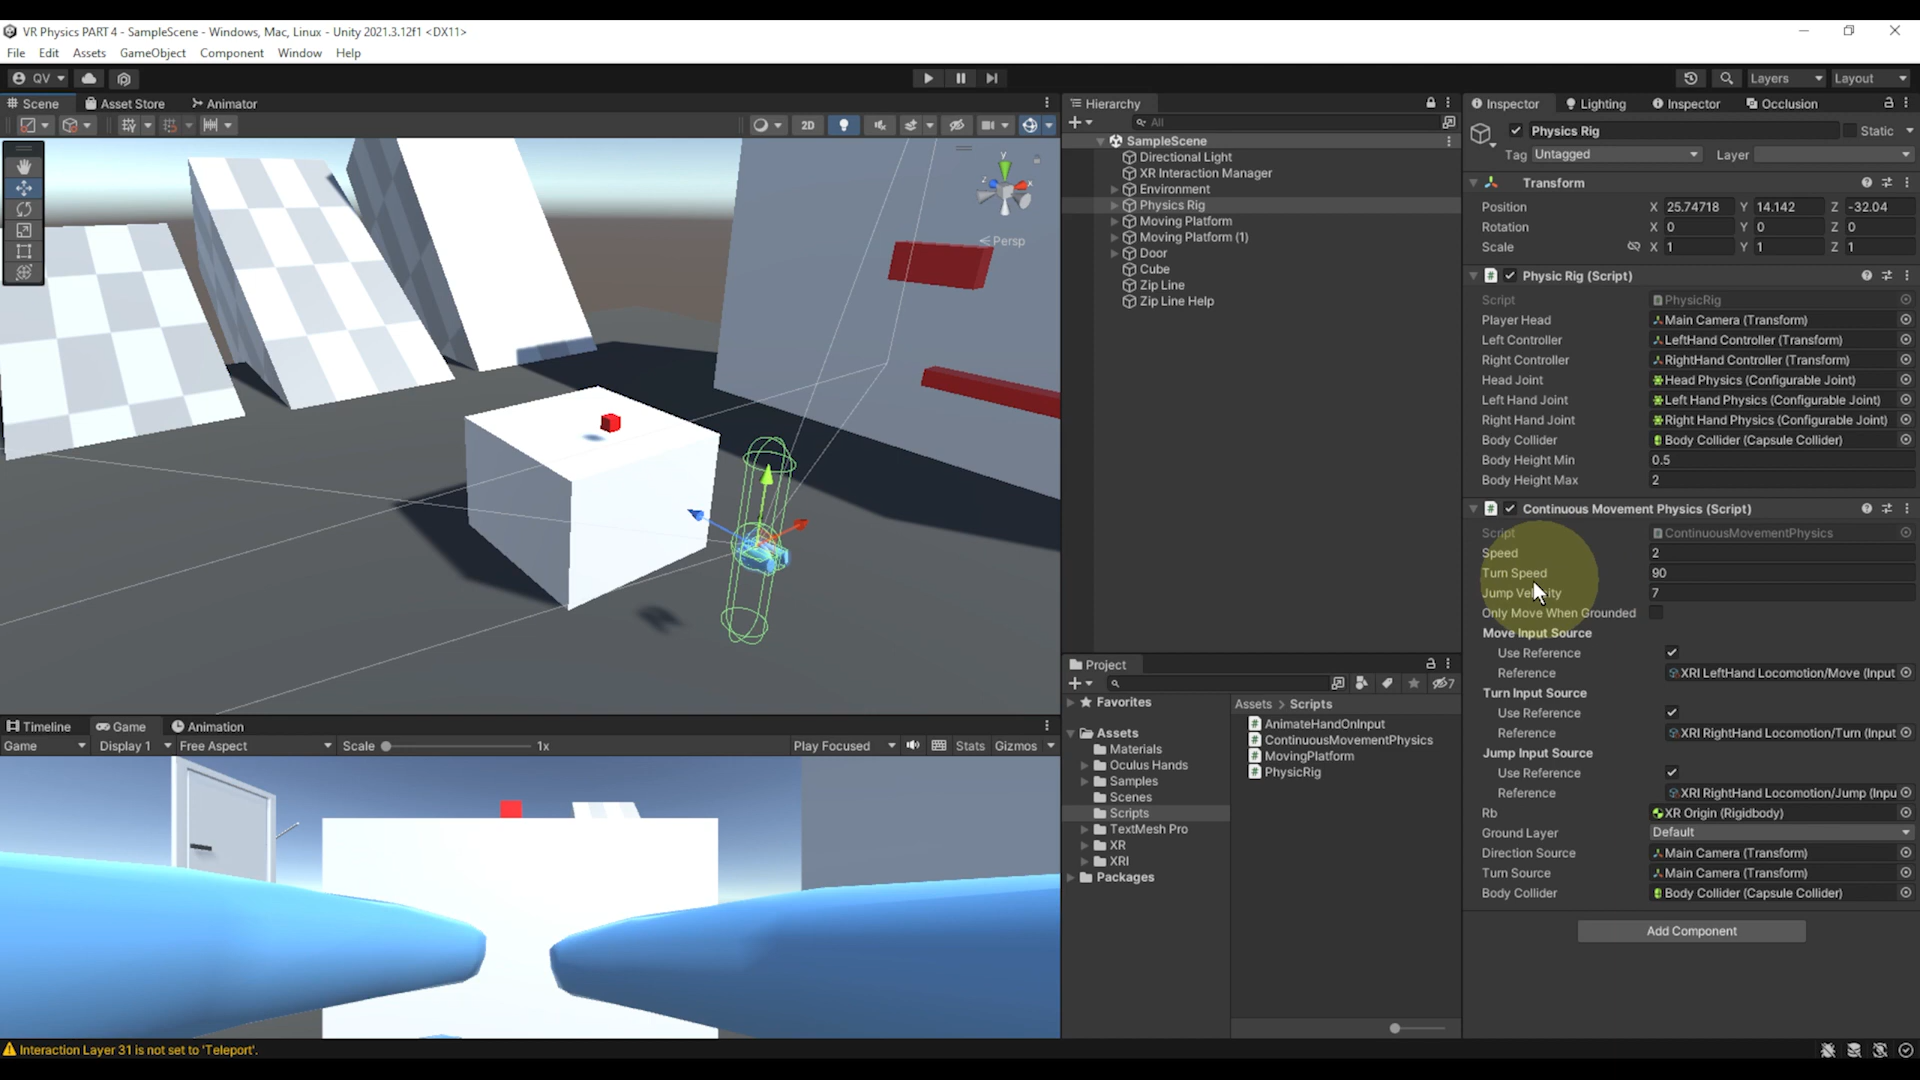 VR Physics PART 4 - SampleScene - Windows, Mac, Linux - Unity 2021.3.12f1 <DX11>
File Edit Assets GameObject Component Window Help
QV
Layers Layout
Scene Asset Store Animator
2D
y
x
z
Persp
Timeline Game Animation
Game Display 1 Free Aspect Scale 1x Play Focused Stats Gizmos
Interaction Layer 31 is not set to 'Teleport'.
Hierarchy
All
SampleScene
Directional Light
XR Interaction Manager
Environment
Physics Rig
Moving Platform
Moving Platform (1)
Door
Cube
Zip Line
Zip Line Help
Project
7
Favorites
Assets
Materials
Oculus Hands
Samples
Scenes
Scripts
TextMesh Pro
XR
XRI
Packages
Assets > Scripts
AnimateHandOnInput
ContinuousMovementPhysics
MovingPlatform
PhysicRig
Inspector Lighting Inspector Occlusion
Physics Rig Static
Tag Untagged Layer
Transform
Position X 25.74718 Y 14.142 Z -32.04
Rotation X 0 Y 0 Z 0
Scale X 1 Y 1 Z 1
Physic Rig (Script)
Script PhysicRig
Player Head Main Camera (Transform)
Left Controller LeftHand Controller (Transform)
Right Controller RightHand Controller (Transform)
Head Joint Head Physics (Configurable Joint)
Left Hand Joint Left Hand Physics (Configurable Joint)
Right Hand Joint Right Hand Physics (Configurable Joint)
Body Collider Body Collider (Capsule Collider)
Body Height Min 0.5
Body Height Max 2
Continuous Movement Physics (Script)
Script ContinuousMovementPhysics
Speed 2
Turn Speed 90
Jump Velocity 7
Only Move When Grounded
Move Input Source
Use Reference
Reference XRI LeftHand Locomotion/Move (Input
Turn Input Source
Use Reference
Reference XRI RightHand Locomotion/Turn (Input
Jump Input Source
Use Reference
Reference XRI RightHand Locomotion/Jump (Inpu
Rb XR Origin (Rigidbody)
Ground Layer Default
Direction Source Main Camera (Transform)
Turn Source Main Camera (Transform)
Body Collider Body Collider (Capsule Collider)
Add Component